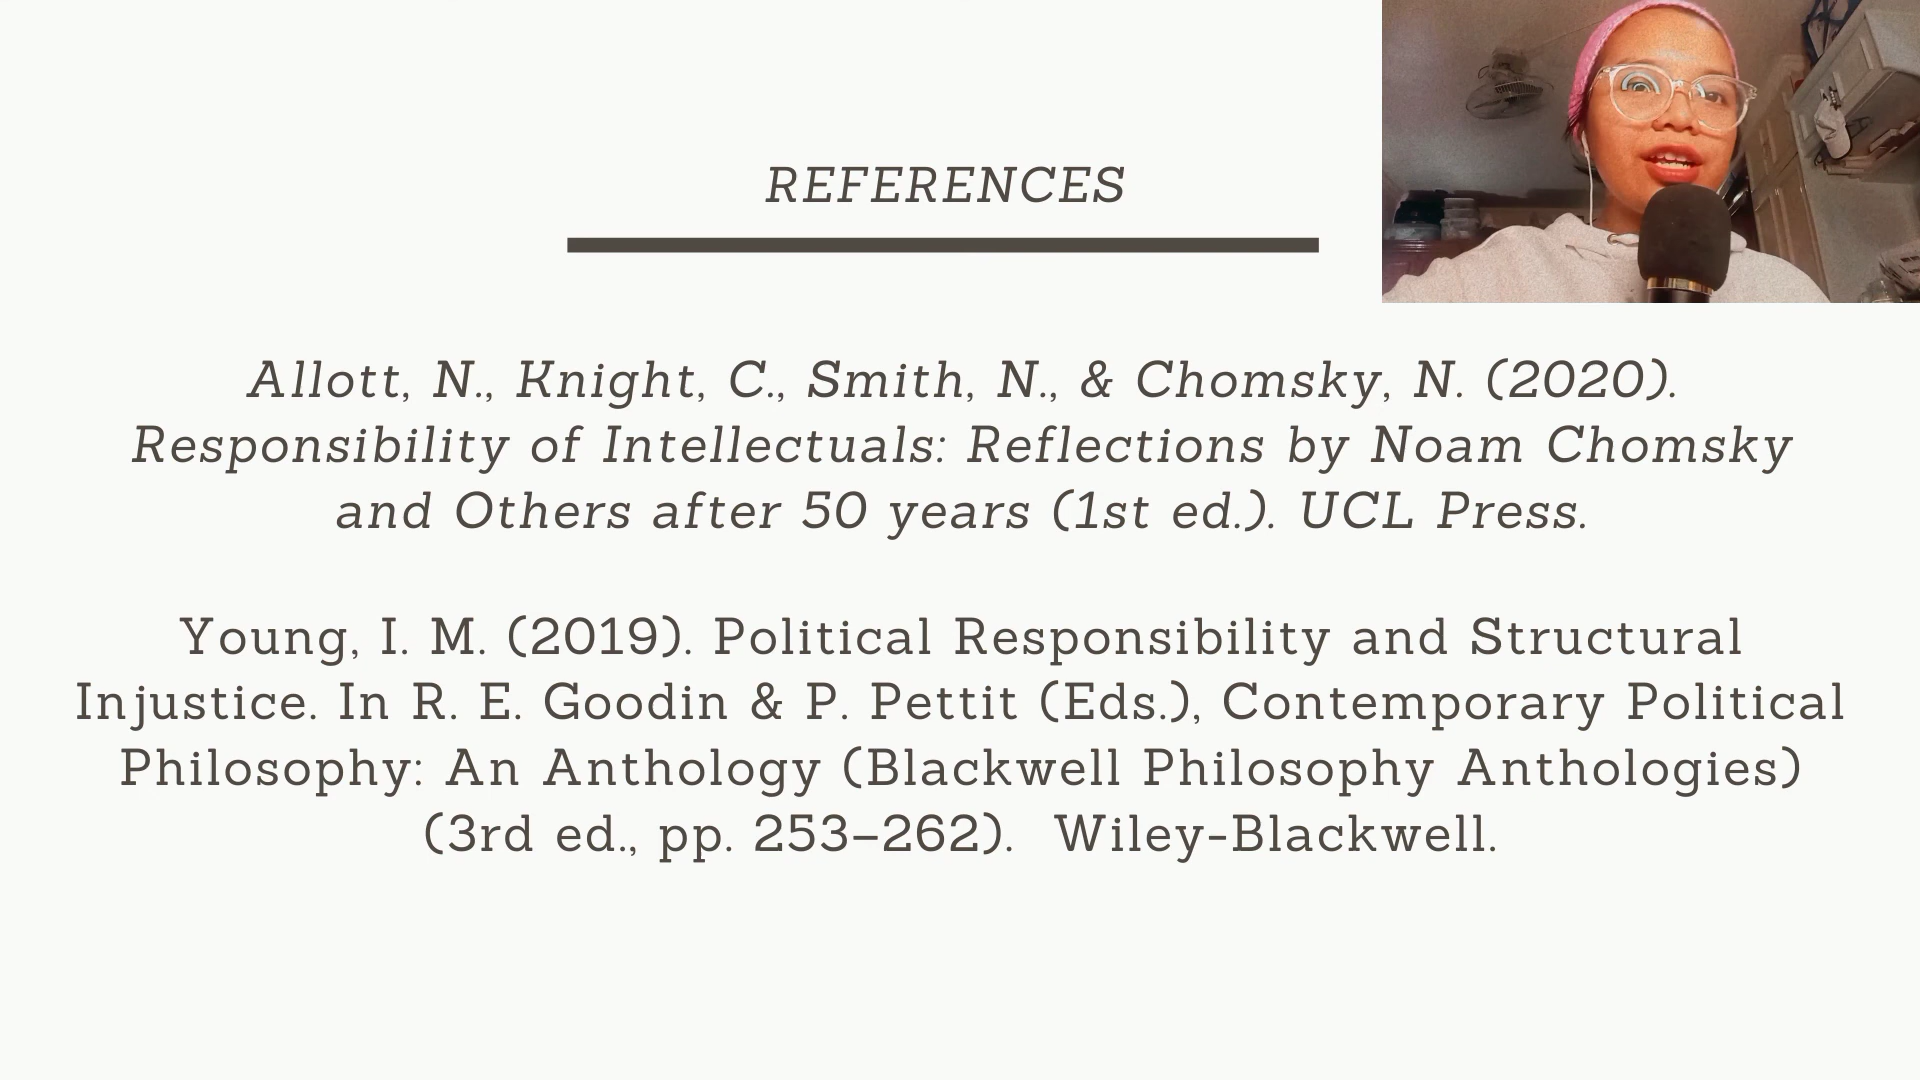 REFERENCES
Allott, N., Knight, C., Smith, N., & Chomsky, N. (2020).
Responsibility of Intellectuals: Reflections by Noam Chomsky
and Others after 50 years (1st ed.). UCL Press.
Young, I. M. (2019). Political Responsibility and Structural
Injustice. In R. E. Goodin & P. Pettit (Eds.), Contemporary Political
Philosophy: An Anthology (Blackwell Philosophy Anthologies)
(3rd ed., pp. 253–262).  Wiley-Blackwell.